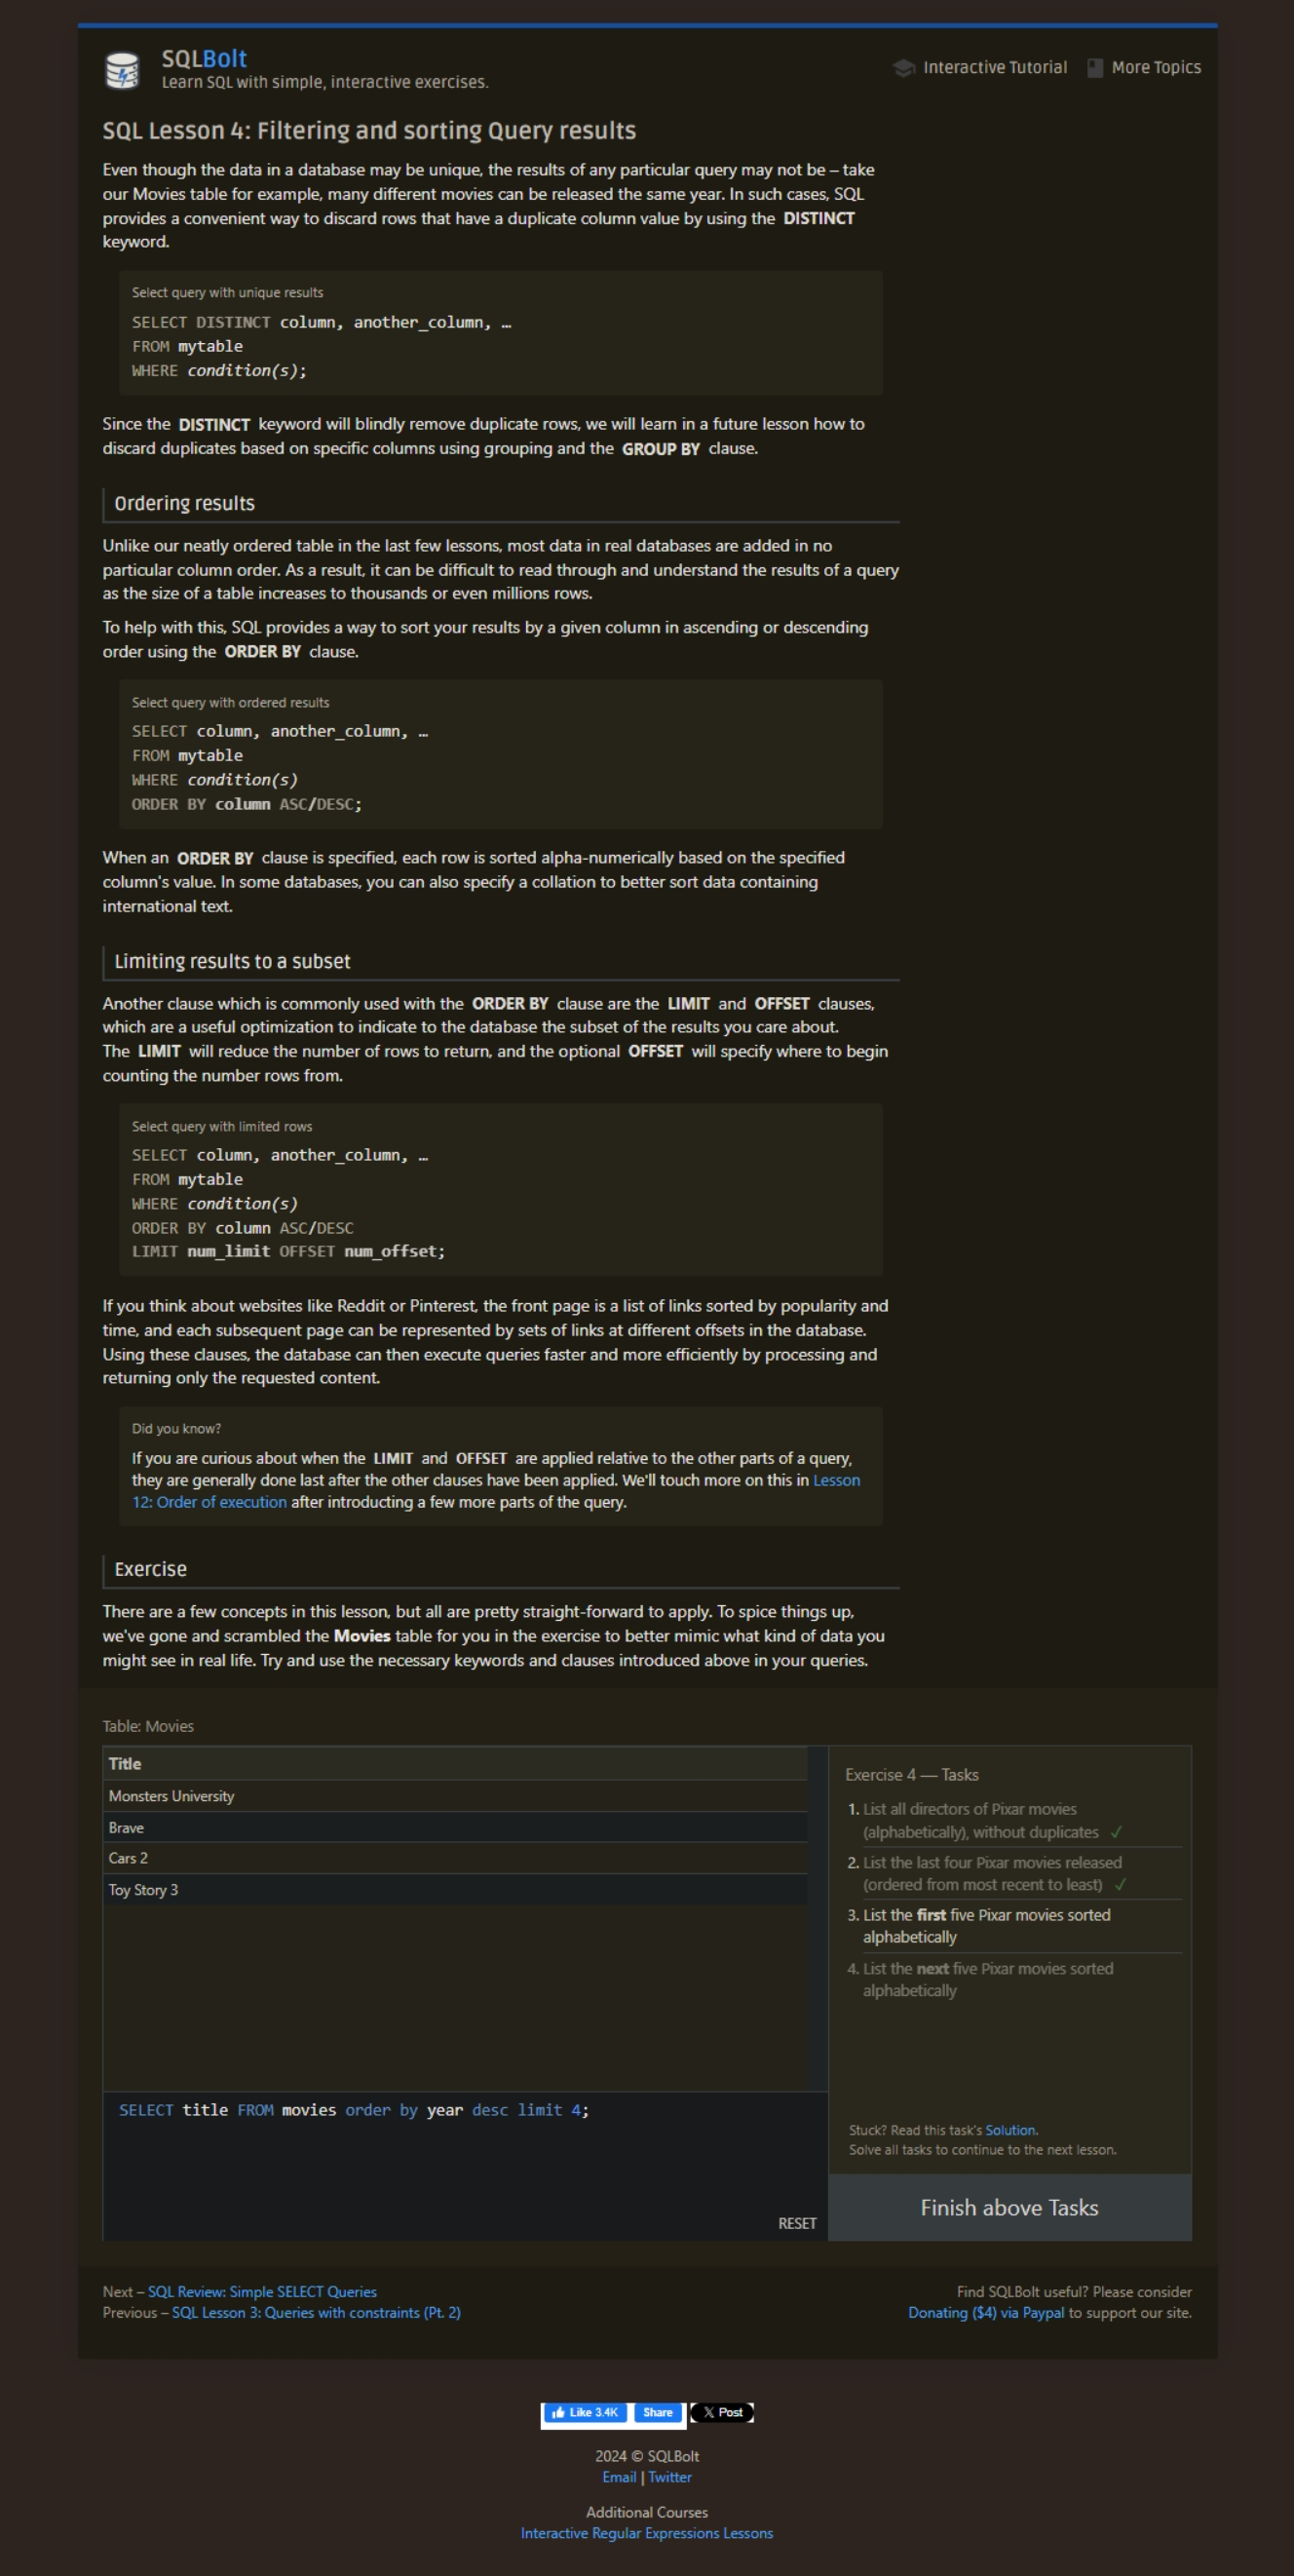 SQLBolt
Learn SQL with simple, interactive exercises.
Interactive Tutorial
More Topics
SQL Lesson 4: Filtering and sorting Query results
Even though the data in a database may be unique, the results of any particular query may not be – take
our Movies table for example, many different movies can be released the same year. In such cases, SQL
provides a convenient way to discard rows that have a duplicate column value by using the DISTINCT
keyword.
Select query with unique results
SELECT DISTINCT column, another_column, …
FROM mytable
WHERE condition(s);
Since the DISTINCT keyword will blindly remove duplicate rows, we will learn in a future lesson how to
discard duplicates based on specific columns using grouping and the GROUP BY clause.
Ordering results
Unlike our neatly ordered table in the last few lessons, most data in real databases are added in no
particular column order. As a result, it can be difficult to read through and understand the results of a query
as the size of a table increases to thousands or even millions rows.
To help with this, SQL provides a way to sort your results by a given column in ascending or descending
order using the ORDER BY clause.
Select query with ordered results
SELECT column, another_column, …
FROM mytable
WHERE condition(s)
ORDER BY column ASC/DESC;
When an ORDER BY clause is specified, each row is sorted alpha-numerically based on the specified
column's value. In some databases, you can also specify a collation to better sort data containing
international text.
Limiting results to a subset
Another clause which is commonly used with the ORDER BY clause are the LIMIT and OFFSET clauses,
which are a useful optimization to indicate to the database the subset of the results you care about.
The LIMIT will reduce the number of rows to return, and the optional OFFSET will specify where to begin
counting the number rows from.
Select query with limited rows
SELECT column, another_column, …
FROM mytable
WHERE condition(s)
ORDER BY column ASC/DESC
LIMIT num_limit OFFSET num_offset;
If you think about websites like Reddit or Pinterest, the front page is a list of links sorted by popularity and
time, and each subsequent page can be represented by sets of links at different offsets in the database.
Using these clauses, the database can then execute queries faster and more efficiently by processing and
returning only the requested content.
Did you know?
If you are curious about when the LIMIT and OFFSET are applied relative to the other parts of a query,
they are generally done last after the other clauses have been applied. We'll touch more on this in Lesson
12: Order of execution after introducting a few more parts of the query.
Exercise
There are a few concepts in this lesson, but all are pretty straight-forward to apply. To spice things up,
we've gone and scrambled the Movies table for you in the exercise to better mimic what kind of data you
might see in real life. Try and use the necessary keywords and clauses introduced above in your queries.
Table: Movies
Title
Monsters University
Brave
Cars 2
Toy Story 3
SELECT title FROM movies order by year desc limit 4;
RESET
Exercise 4 — Tasks
1. List all directors of Pixar movies
(alphabetically), without duplicates ✓
2. List the last four Pixar movies released
(ordered from most recent to least) ✓
3. List the first five Pixar movies sorted
alphabetically
4. List the next five Pixar movies sorted
alphabetically
Stuck? Read this task's Solution.
Solve all tasks to continue to the next lesson.
Finish above Tasks
Next – SQL Review: Simple SELECT Queries
Previous – SQL Lesson 3: Queries with constraints (Pt. 2)
Find SQLBolt useful? Please consider
Donating ($4) via Paypal to support our site.
Like 3.4K Share X Post
2024 © SQLBolt
Email | Twitter
Additional Courses
Interactive Regular Expressions Lessons